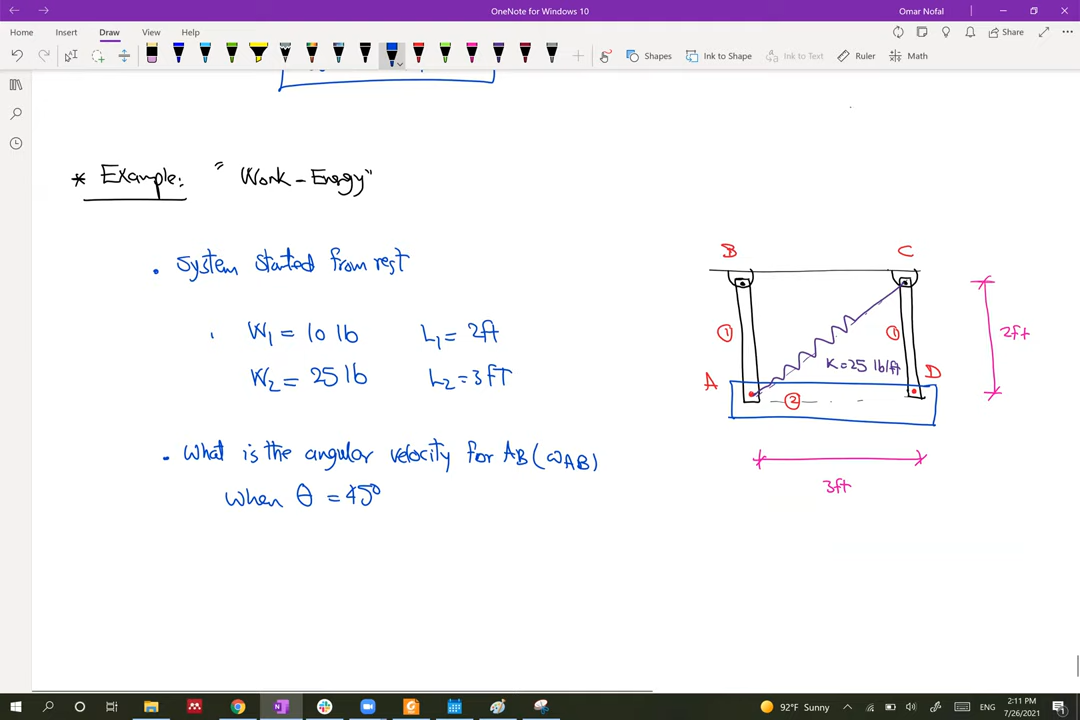 OneNote for Windows 10
Omar Nofal
Home Insert Draw View Help
Share
Shapes Ink to Shape Ink to Text Ruler Math
* Example: "Work - Energy"
• System started from rest
W1 = 10 lb L1 = 2ft
W2 = 25 lb L2 = 3FT
• What is the angular velocity for AB (ωAB)
when θ = 45°
B C
① ① 2ft
K=25 lb/ft
A D
②
3ft
92°F Sunny ENG 2:11 PM
7/26/2021